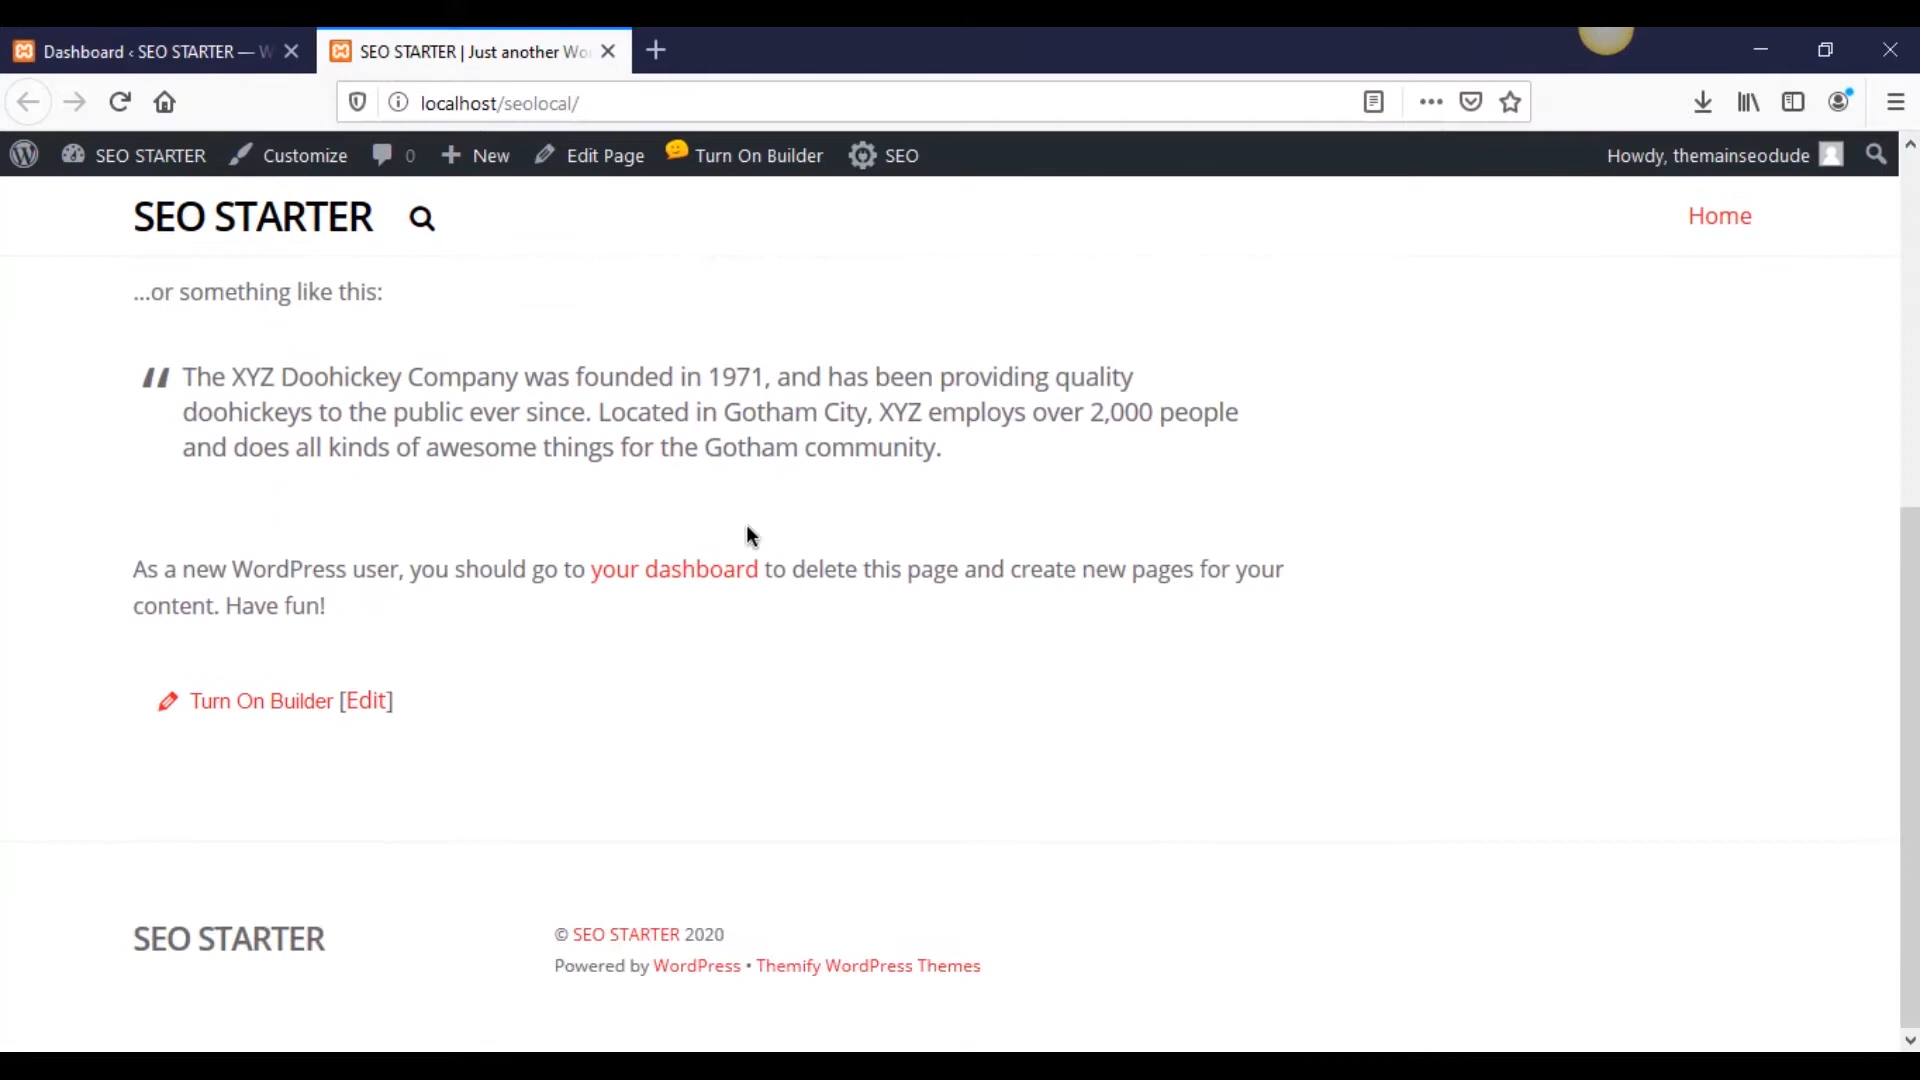 Dashboard ‹ SEO STARTER — W
SEO STARTER | Just another Wo
localhost/seolocal/
SEO STARTER Customize 0 New Edit Page Turn On Builder SEO Howdy, themainseodude
SEO STARTER Home
...or something like this:
" The XYZ Doohickey Company was founded in 1971, and has been providing quality
doohickeys to the public ever since. Located in Gotham City, XYZ employs over 2,000 people
and does all kinds of awesome things for the Gotham community.
As a new WordPress user, you should go to your dashboard to delete this page and create new pages for your
content. Have fun!
Turn On Builder [Edit]
SEO STARTER
© SEO STARTER 2020
Powered by WordPress • Themify WordPress Themes